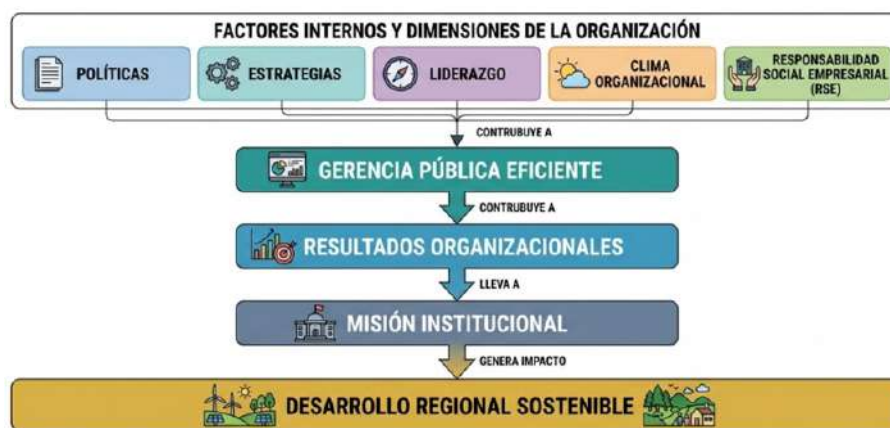 FACTORES INTERNOS Y DIMENSIONES DE LA ORGANIZACIÓN
POLÍTICAS
ESTRATEGIAS
LIDERAZGO
CLIMA
ORGANIZACIONAL
RESPONSABILIDAD
SOCIAL EMPRESARIAL
(RSE)
CONTRUBUYE A
GERENCIA PÚBLICA EFICIENTE
CONTRUBUYE A
RESULTADOS ORGANIZACIONALES
LLEVA A
MISIÓN INSTITUCIONAL
GENERA IMPACTO
DESARROLLO REGIONAL SOSTENIBLE